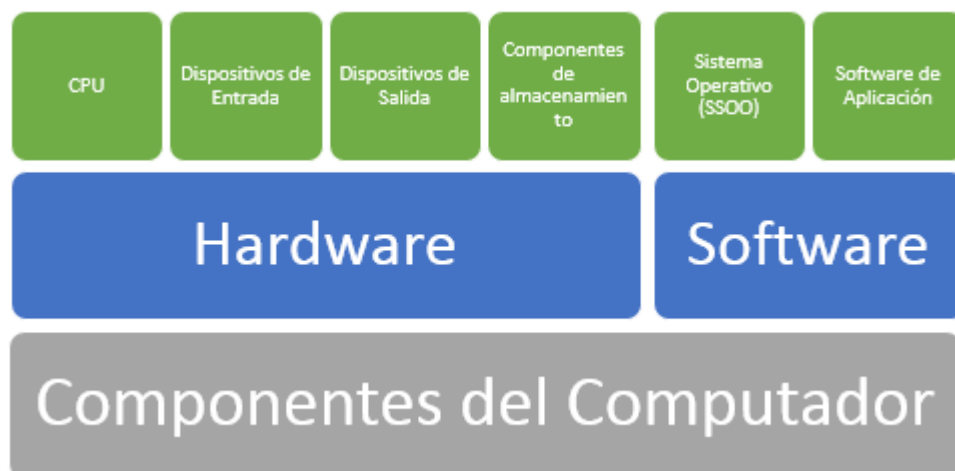 CPU
Dispositivos de
Entrada
Dispositivos de
Salida
Componentes
de
almacenamien
to
Sistema
Operativo
(SSOO)
Software de
Aplicación
Hardware
Software
Componentes del Computador